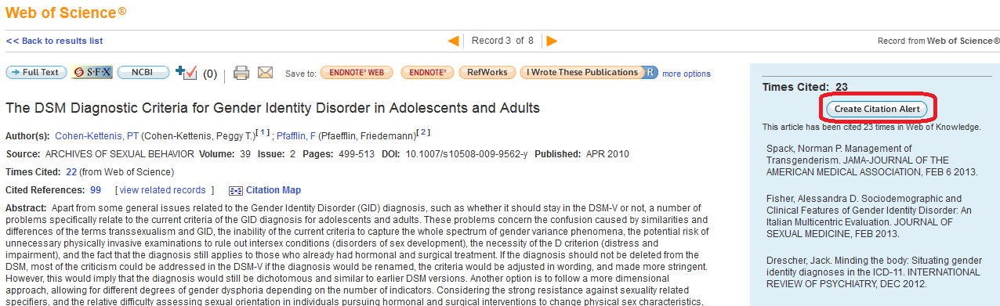 Web of Science®
<< Back to results list
Record 3 of 8
Record from Web of Science®
Full Text
S·F·X
NCBI
(0)
Save to:
ENDNOTE® WEB
ENDNOTE®
RefWorks
I Wrote These Publications
R
more options
The DSM Diagnostic Criteria for Gender Identity Disorder in Adolescents and Adults
Author(s): Cohen-Kettenis, PT (Cohen-Kettenis, Peggy T.)[ 1 ] ; Pfafflin, F (Pfaefflin, Friedemann)[ 2 ]
Source: ARCHIVES OF SEXUAL BEHAVIOR Volume: 39 Issue: 2 Pages: 499-513 DOI: 10.1007/s10508-009-9562-y Published: APR 2010
Times Cited: 22 (from Web of Science)
Cited References: 99 [ view related records ] Citation Map
Abstract: Apart from some general issues related to the Gender Identity Disorder (GID) diagnosis, such as whether it should stay in the DSM-V or not, a number of
problems specifically relate to the current criteria of the GID diagnosis for adolescents and adults. These problems concern the confusion caused by similarities and
differences of the terms transsexualism and GID, the inability of the current criteria to capture the whole spectrum of gender variance phenomena, the potential risk of
unnecessary physically invasive examinations to rule out intersex conditions (disorders of sex development), the necessity of the D criterion (distress and
impairment), and the fact that the diagnosis still applies to those who already had hormonal and surgical treatment. If the diagnosis should not be deleted from the
DSM, most of the criticism could be addressed in the DSM-V if the diagnosis would be renamed, the criteria would be adjusted in wording, and made more stringent.
However, this would imply that the diagnosis would still be dichotomous and similar to earlier DSM versions. Another option is to follow a more dimensional
approach, allowing for different degrees of gender dysphoria depending on the number of indicators. Considering the strong resistance against sexuality related
specifiers, and the relative difficulty assessing sexual orientation in individuals pursuing hormonal and surgical interventions to change physical sex characteristics,
Times Cited: 23
Create Citation Alert
This article has been cited 23 times in Web of Knowledge.
Spack, Norman P. Management of
Transgenderism. JAMA-JOURNAL OF THE
AMERICAN MEDICAL ASSOCIATION, FEB 6 2013.
Fisher, Alessandra D. Sociodemographic and
Clinical Features of Gender Identity Disorder: An
Italian Multicentric Evaluation. JOURNAL OF
SEXUAL MEDICINE, FEB 2013.
Drescher, Jack. Minding the body: Situating gender
identity diagnoses in the ICD-11. INTERNATIONAL
REVIEW OF PSYCHIATRY, DEC 2012.